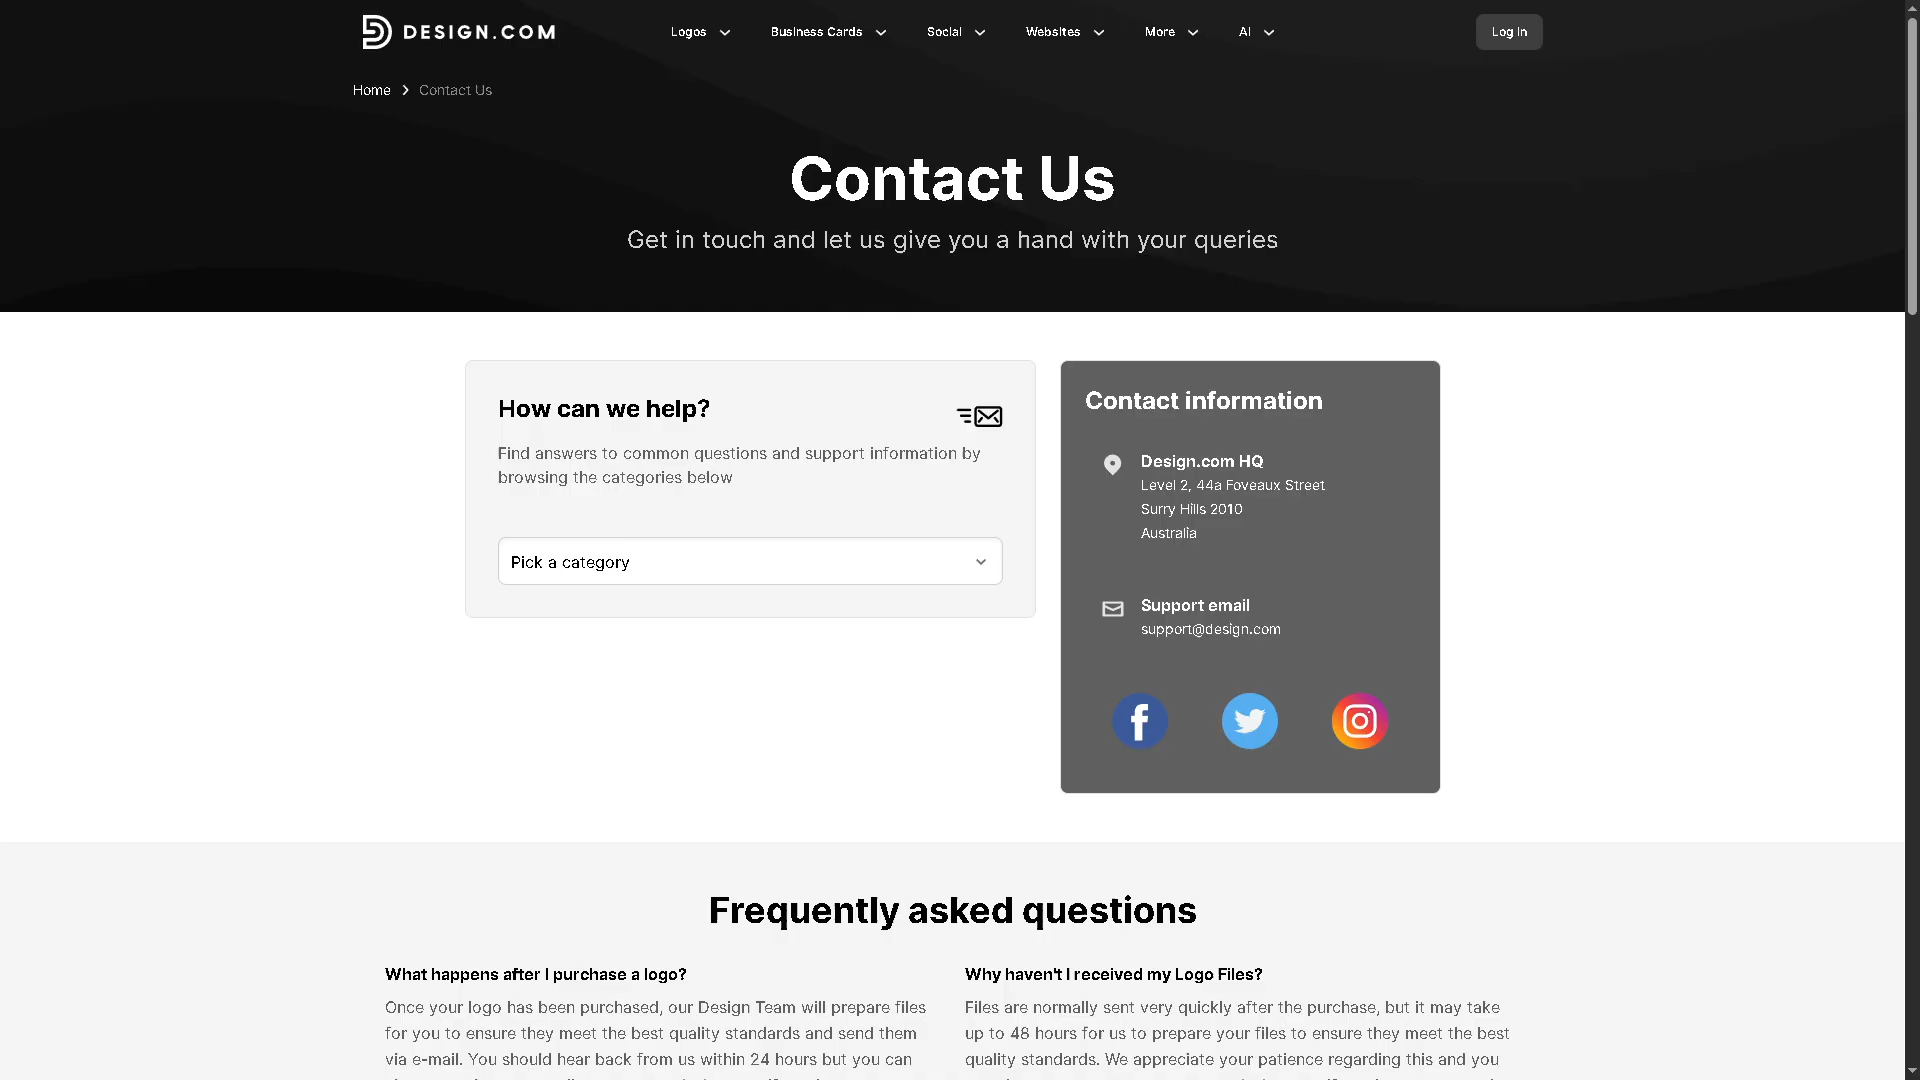 DESIGN.COM
Logos
Business Cards
Social
Websites
More
AI
Log In
Home
Contact Us
Contact Us
Get in touch and let us give you a hand with your queries
How can we help?
Find answers to common questions and support information by
browsing the categories below
Pick a category
Contact information
Design.com HQ
Level 2, 44a Foveaux Street
Surry Hills 2010
Australia
Support email
support@design.com
Frequently asked questions
What happens after I purchase a logo?
Once your logo has been purchased, our Design Team will prepare files
for you to ensure they meet the best quality standards and send them
via e-mail. You should hear back from us within 24 hours but you can
Why haven't I received my Logo Files?
Files are normally sent very quickly after the purchase, but it may take
up to 48 hours for us to prepare your files to ensure they meet the best
quality standards. We appreciate your patience regarding this and you